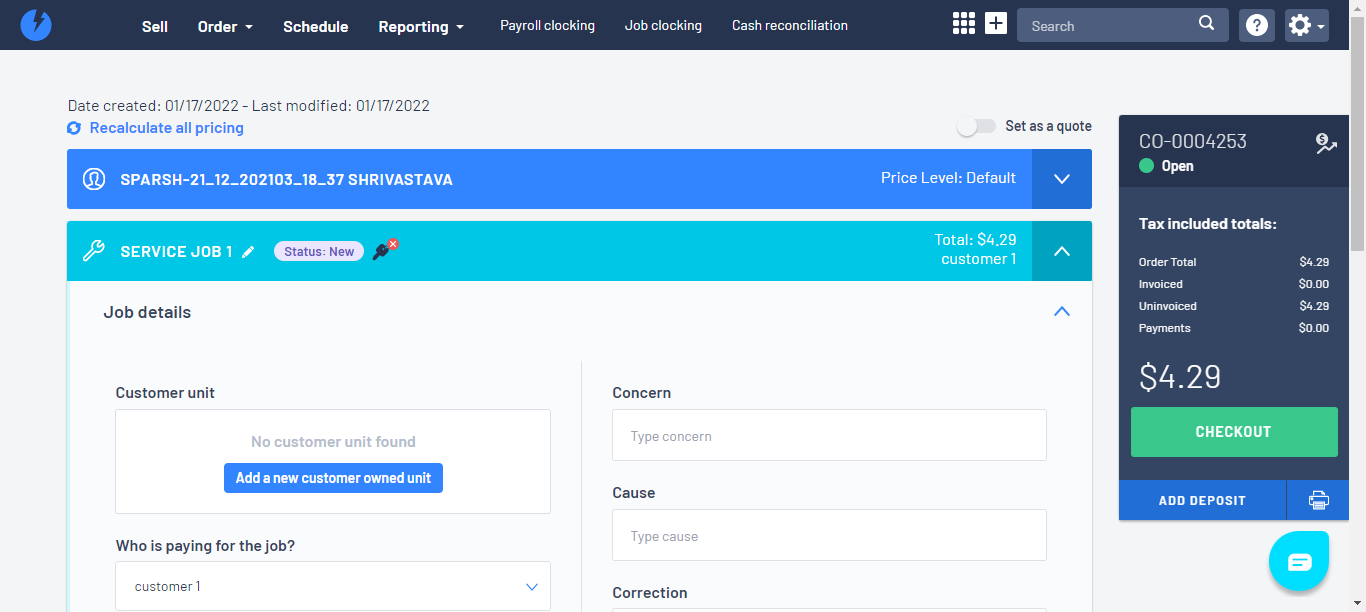 Sell Order Schedule Reporting Payroll clocking Job clocking Cash reconciliation Search
Date created: 01/17/2022 - Last modified: 01/17/2022
Recalculate all pricing
Set as a quote
SPARSH-21_12_202103_18_37 SHRIVASTAVA
Price Level: Default
SERVICE JOB 1
Status: New
Total: $4.29
customer 1
Job details
Customer unit
No customer unit found
Add a new customer owned unit
Who is paying for the job?
customer 1
Concern
Type concern
Cause
Type cause
Correction
CO-0004253
Open
Tax included totals:
Order Total $4.29
Invoiced $0.00
Uninvoiced $4.29
Payments $0.00
$4.29
CHECKOUT
ADD DEPOSIT